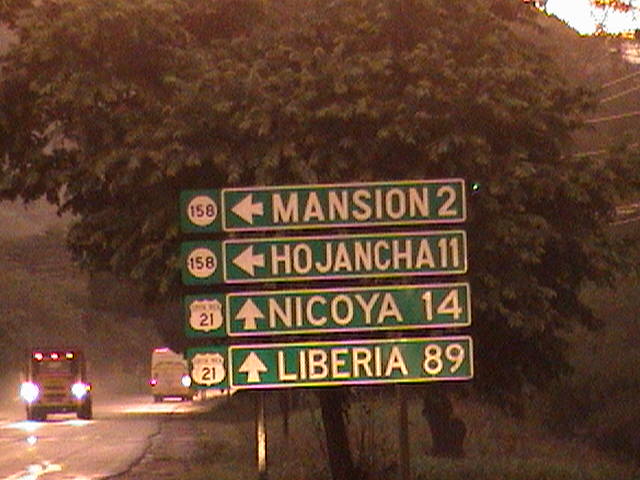 158 MANSION 2
158 HOJANCHA 11
21 NICOYA 14
21 LIBERIA 89